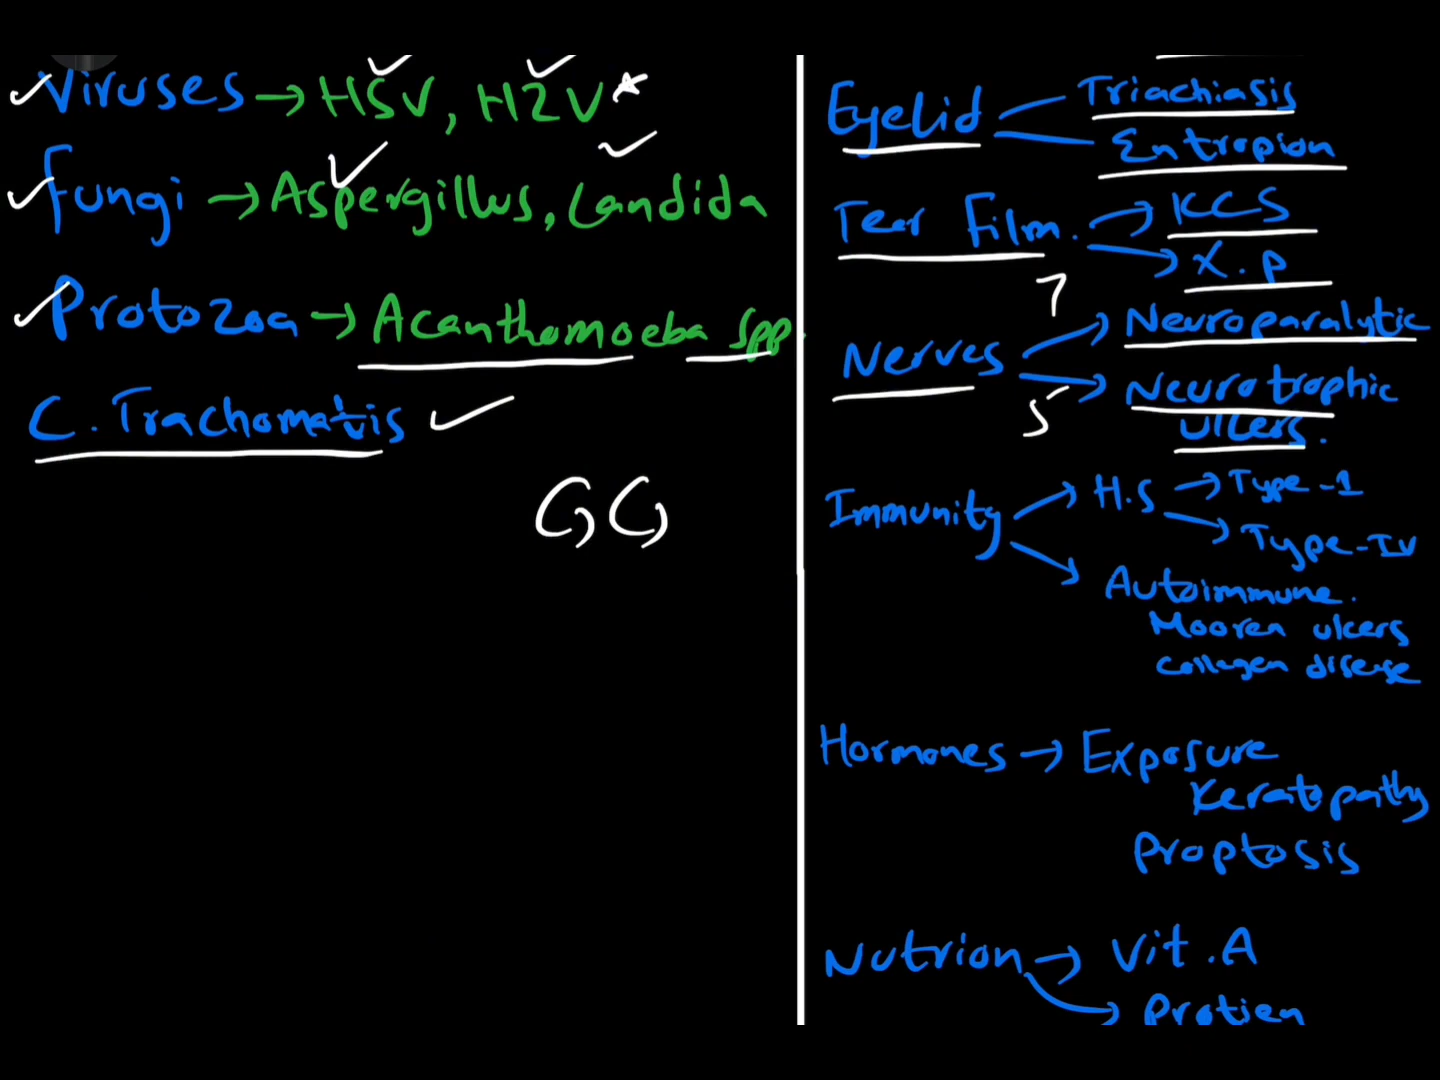 Viruses → HSV, HZV*
Fungi → Aspergillus, Candida
Protozoa → Acanthomoeba Spp.
C. Trachomatis
G, G,
Eyelid
Triachiasis
Entropion
Tear Film.
KCS
X.P
7
Nerves
Neuroparalytic
5
Neurotrophic
ulcers.
Immunity → H.S → Type-1
→ Type-IV
→ Autoimmune.
Mooren ulcers
Collagen disease
Hormones → Exposure
Keratopathy
Proptosis
Nutrion → Vit.A
→ Protien